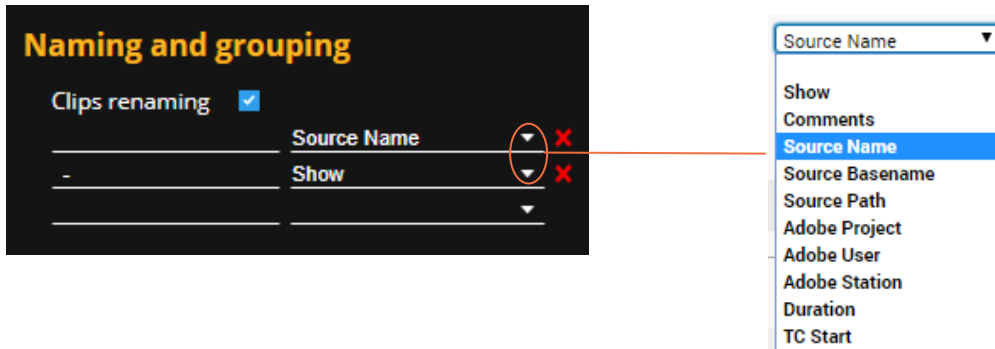 Naming and grouping
Clips renaming
Source Name
- Show
Source Name
Show
Comments
Source Name
Source Basename
Source Path
Adobe Project
Adobe User
Adobe Station
Duration
TC Start